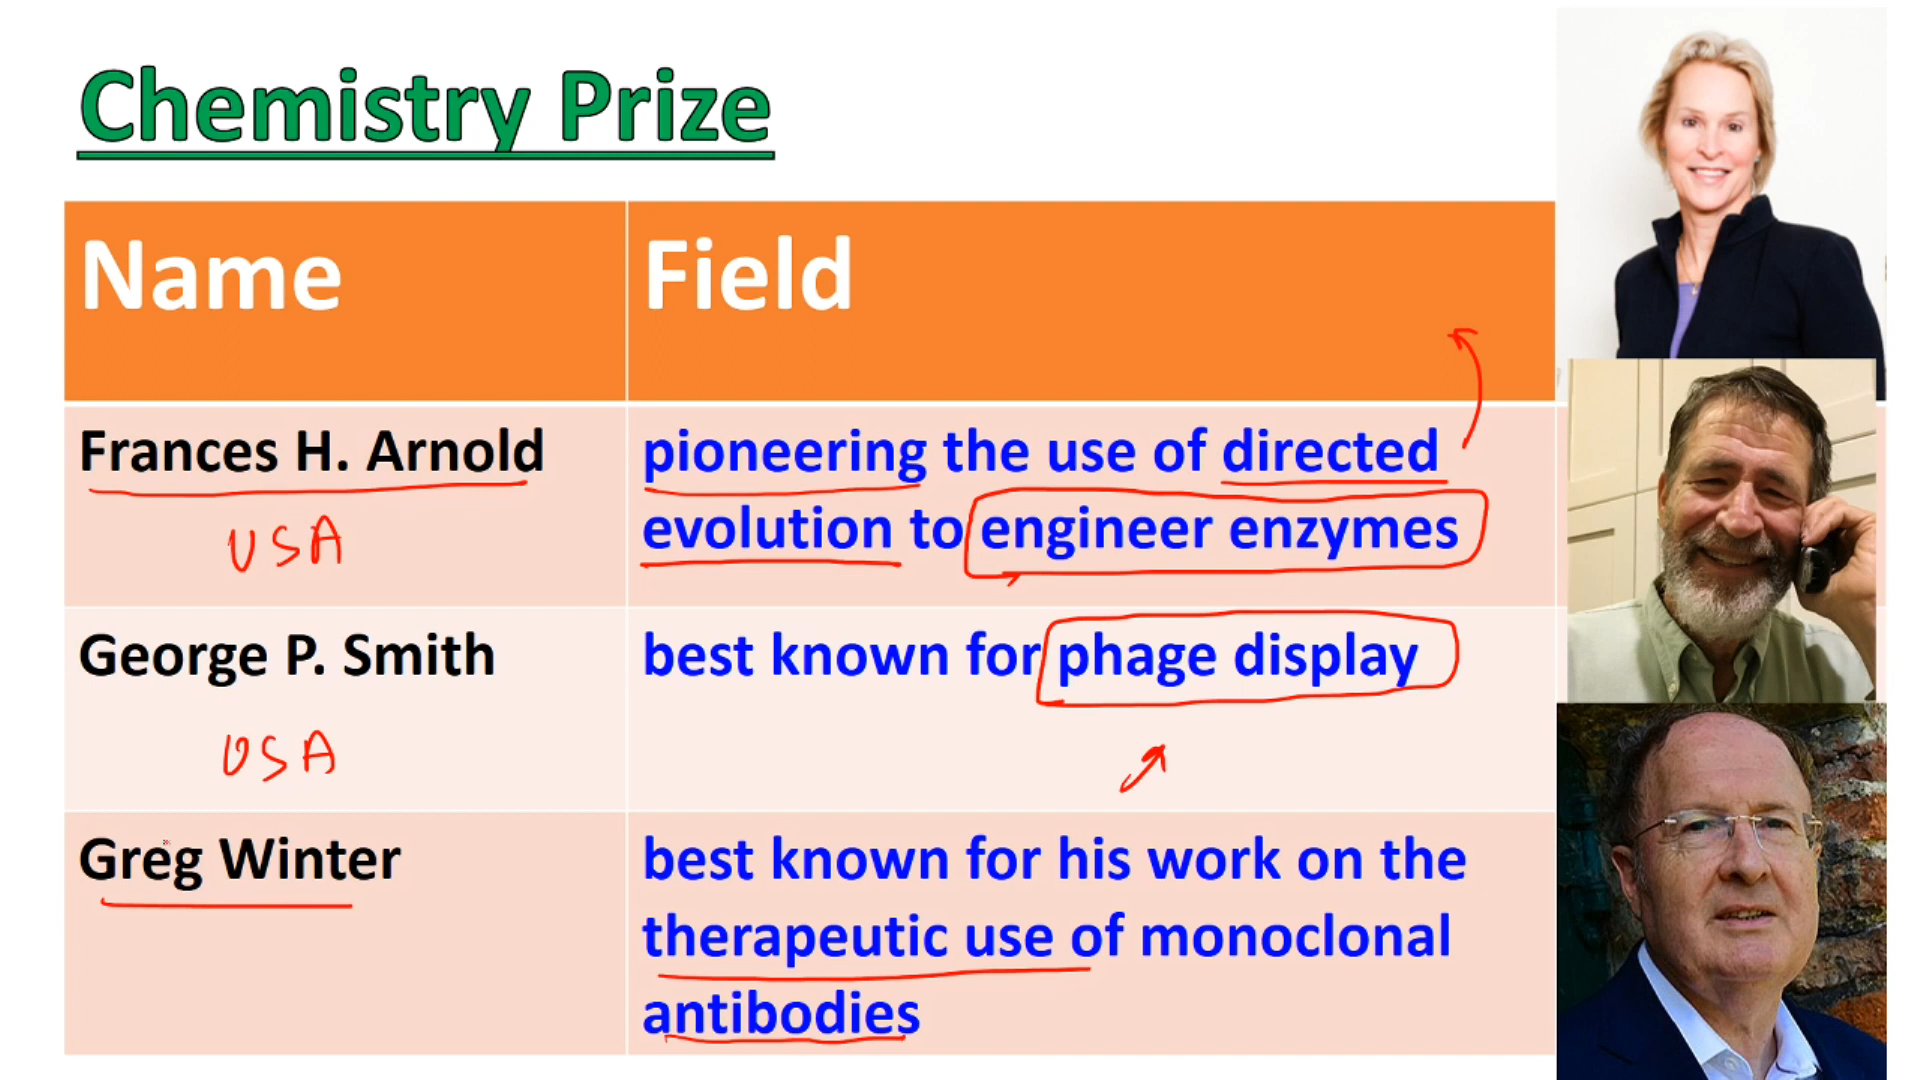 Chemistry Prize
Name
Field
Frances H. Arnold
USA
pioneering the use of directed
evolution to engineer enzymes
George P. Smith
USA
best known for phage display
Greg Winter
best known for his work on the
therapeutic use of monoclonal
antibodies